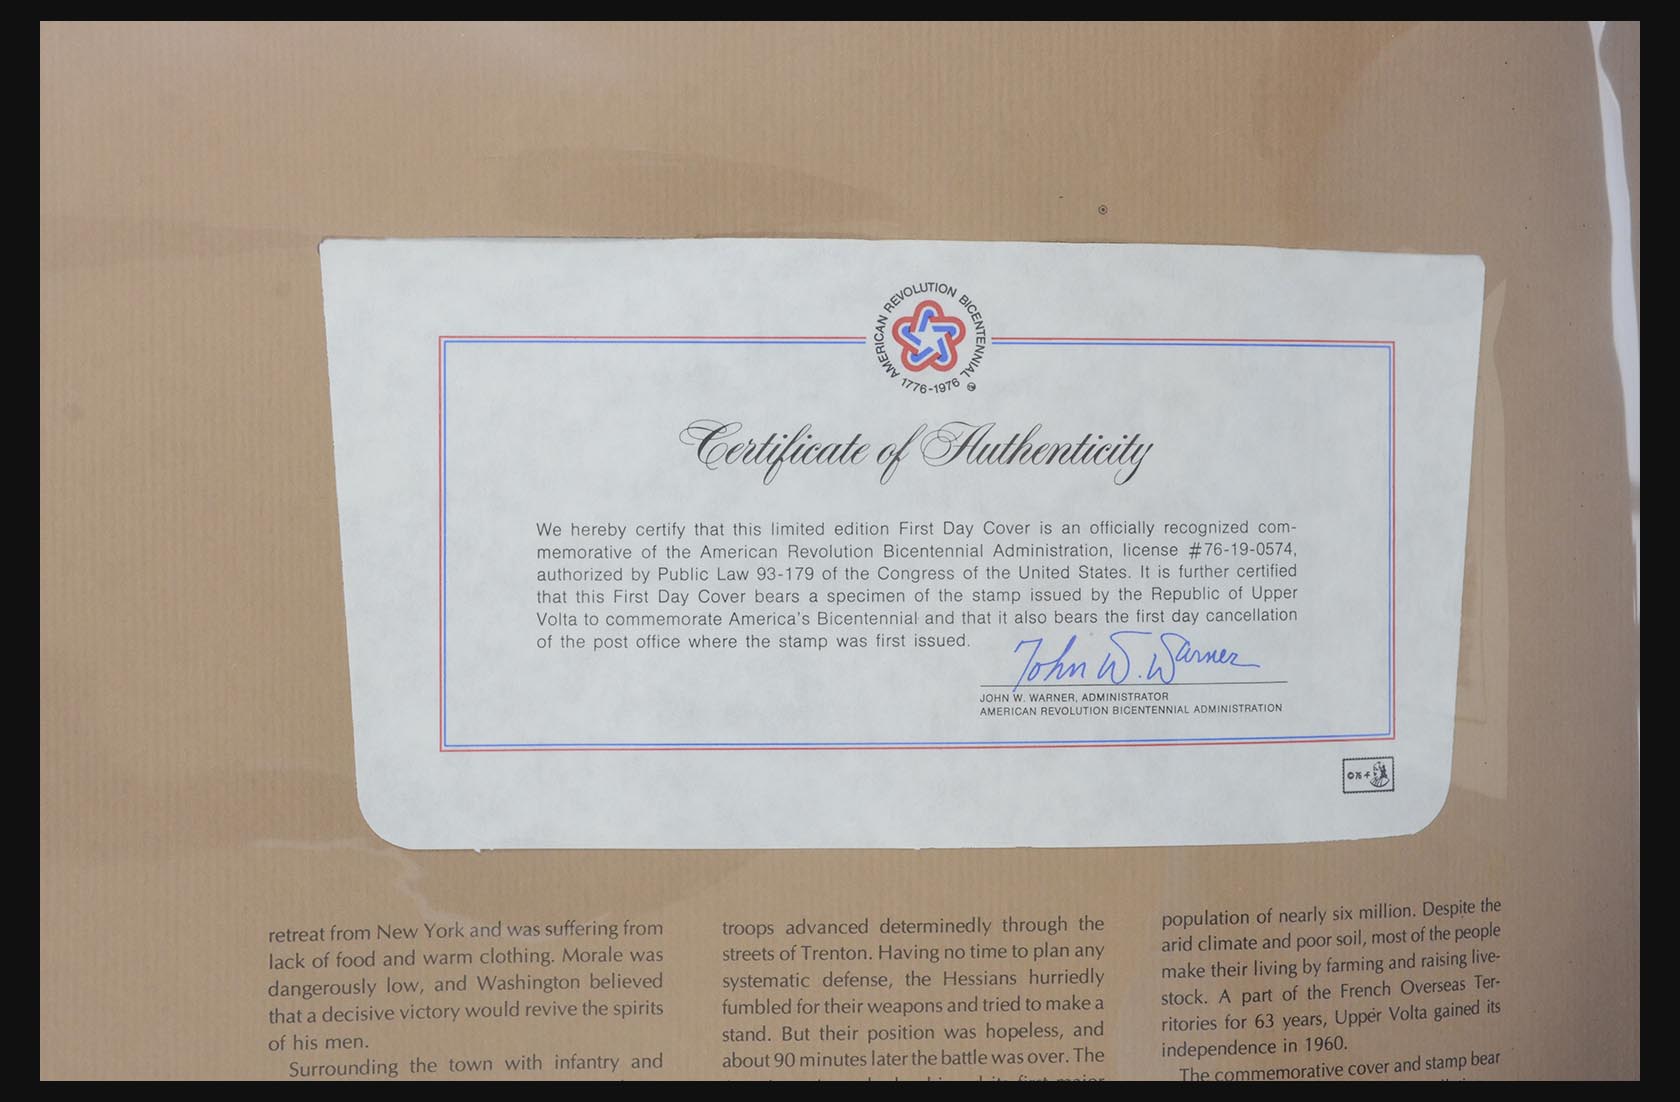 AMERICAN REVOLUTION BICENTENNIAL
1776-1976
Certificate of Authenticity
We hereby certify that this limited edition First Day Cover is an officially recognized com-
memorative of the American Revolution Bicentennial Administration, license #76-19-0574,
authorized by Public Law 93-179 of the Congress of the United States. It is further certified
that this First Day Cover bears a specimen of the stamp issued by the Republic of Upper
Volta to commemorate America's Bicentennial and that it also bears the first day cancellation
of the post office where the stamp was first issued.
John W. Warner
JOHN W. WARNER, ADMINISTRATOR
AMERICAN REVOLUTION BICENTENNIAL ADMINISTRATION
retreat from New York and was suffering from
lack of food and warm clothing. Morale was
dangerously low, and Washington believed
that a decisive victory would revive the spirits
of his men.
Surrounding the town with infantry and
troops advanced determinedly through the
streets of Trenton. Having no time to plan any
systematic defense, the Hessians hurriedly
fumbled for their weapons and tried to make a
stand. But their position was hopeless, and
about 90 minutes later the battle was over. The
population of nearly six million. Despite the
arid climate and poor soil, most of the people
make their living by farming and raising live-
stock. A part of the French Overseas Ter-
ritories for 63 years, Upper Volta gained its
independence in 1960.
The commemorative cover and stamp bear